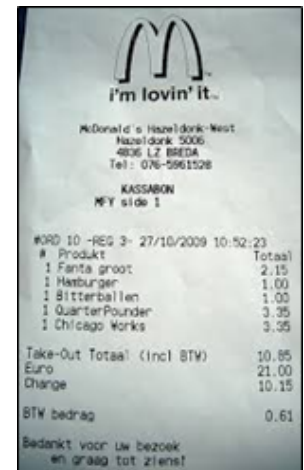 i'm lovin' it™
McDonald's Hazeldonk-West
Hazeldonk 5006
4836 LZ BREDA
Tel: 076-5961528
KASSABON
MFY side 1
#ORD 10 -REG 3- 27/10/2009 10:52:23
# Produkt Totaal
1 Fanta groot 2.15
1 Hamburger 1.00
1 Bitterballen 1.00
1 QuarterPounder 3.35
1 Chicago Works 3.35
Take-Out Totaal (incl BTW) 10.85
Euro 21.00
Change 10.15
BTW bedrag 0.61
Bedankt voor uw bezoek
en graag tot ziens!